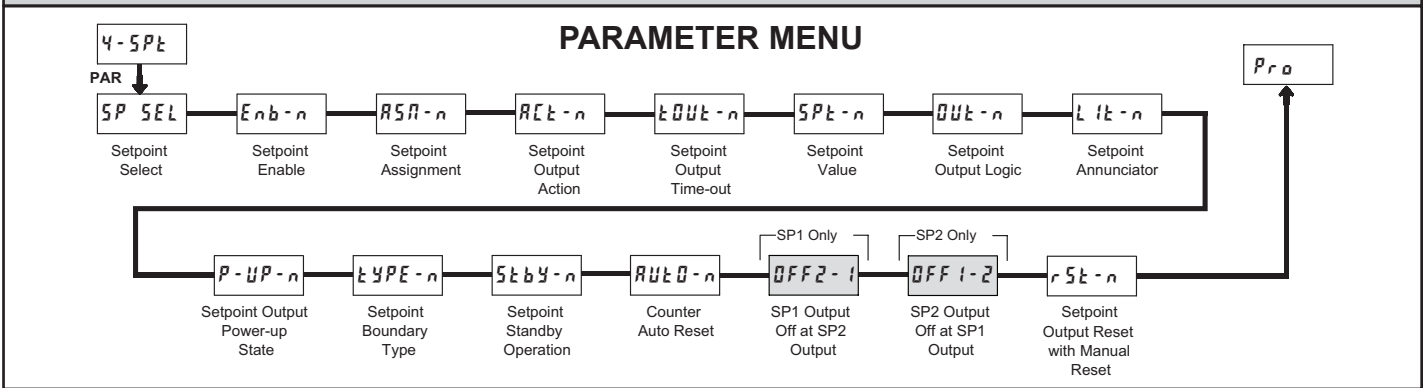 PARAMETER MENU
4-SPt
Pro
PAR
SP SEL
Enb-n
ASN-n
ACt-n
tOUt-n
SPt-n
OUt-n
LIt-n
Setpoint
Select
Setpoint
Enable
Setpoint
Assignment
Setpoint
Output
Action
Setpoint
Output
Time-out
Setpoint
Value
Setpoint
Output Logic
Setpoint
Annunciator
SP1 Only
SP2 Only
P-UP-n
tYPE-n
StbY-n
AUtO-n
OFF2-1
OFF1-2
rSt-n
Setpoint Output
Power-up
State
Setpoint
Boundary
Type
Setpoint
Standby
Operation
Counter
Auto Reset
SP1 Output
Off at SP2
Output
SP2 Output
Off at SP1
Output
Setpoint
Output Reset
with Manual
Reset